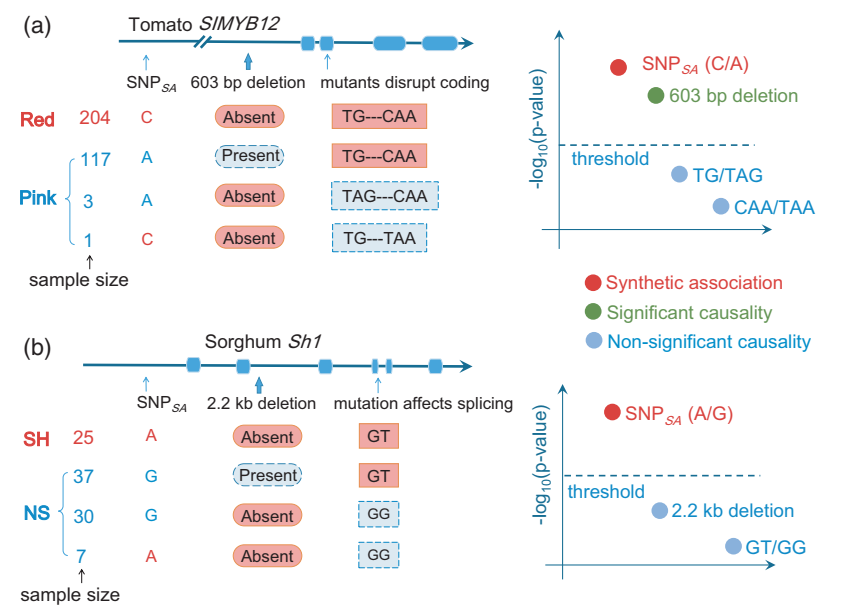 (a)
Tomato SlMYB12
SNPSA 603 bp deletion mutants disrupt coding
Red 204 C Absent TG---CAA
117 A Present TG---CAA
Pink
3 A Absent TAG---CAA
1 C Absent TG---TAA
sample size
-log10(p-value)
SNPSA (C/A)
603 bp deletion
threshold
TG/TAG
CAA/TAA
Synthetic association
Significant causality
Non-significant causality
(b)
Sorghum Sh1
SNPSA 2.2 kb deletion mutation affects splicing
SH 25 A Absent GT
37 G Present GT
NS
30 G Absent GG
7 A Absent GG
sample size
-log10(p-value)
SNPSA (A/G)
threshold
2.2 kb deletion
GT/GG